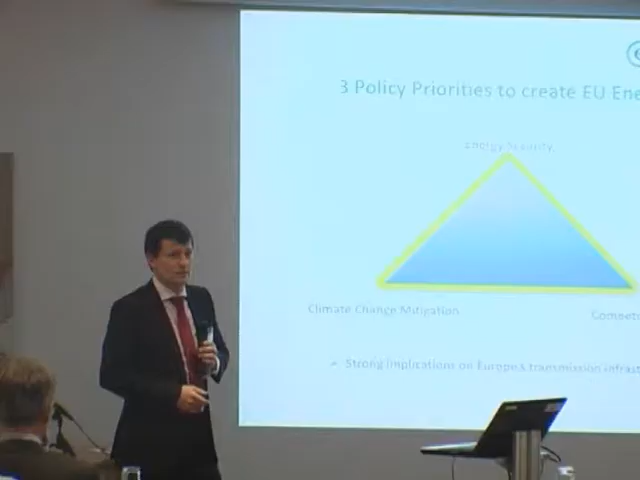 3 Policy Priorities to create EU Ene
Energy Security
Climate Change Mitigation
Compet
Strong implications on Europe's transmission infrast